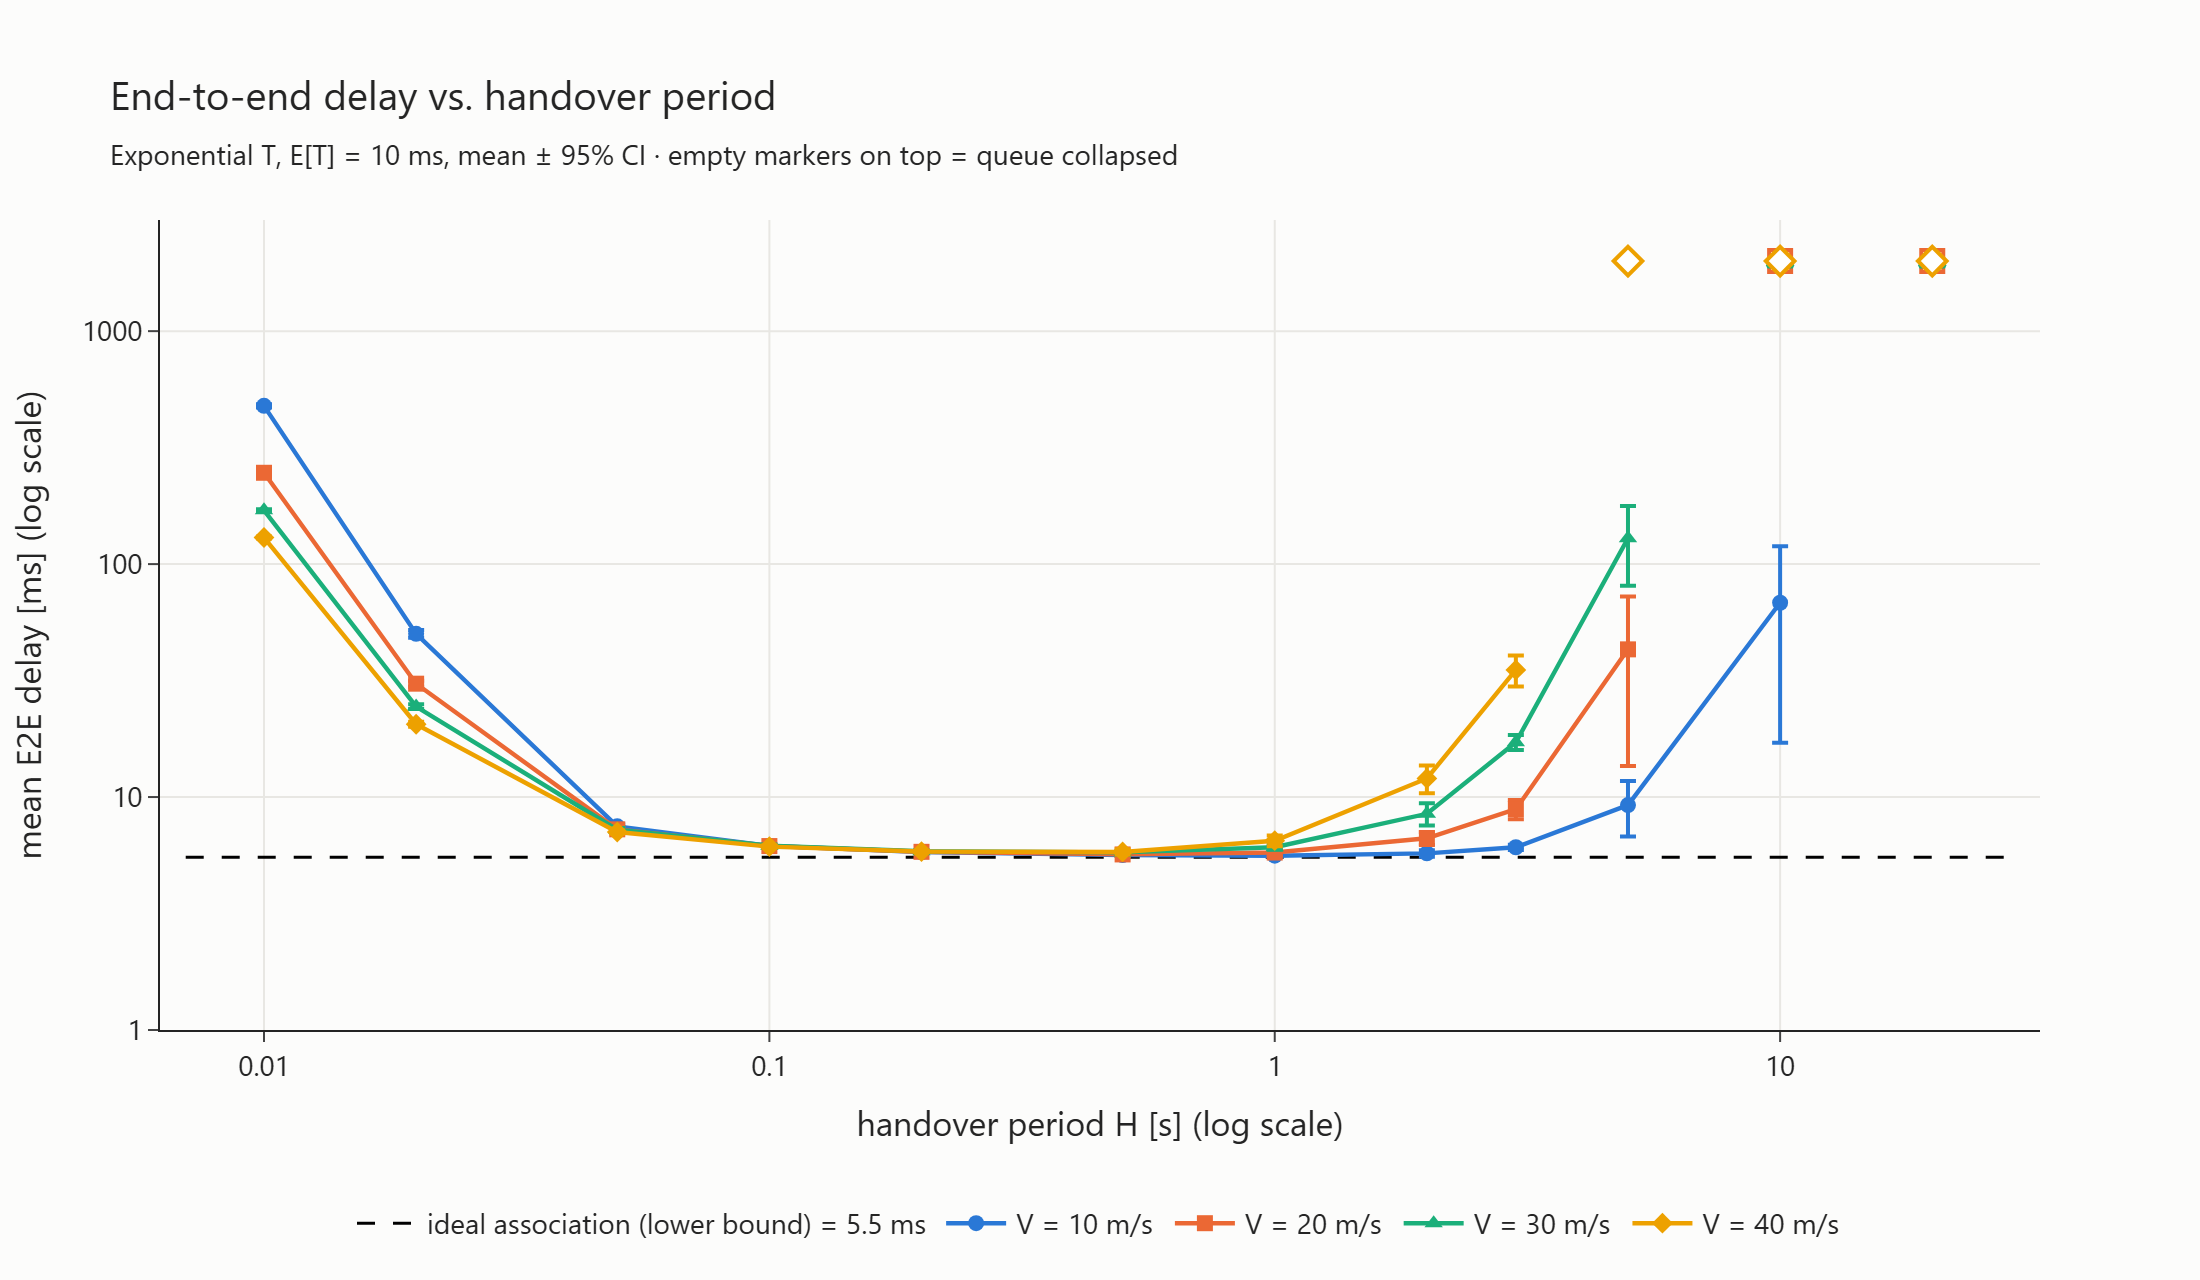 End-to-end delay vs. handover period
Exponential T, E[T] = 10 ms, mean ± 95% CI · empty markers on top = queue collapsed
mean E2E delay [ms] (log scale)
1000
100
10
1
0.01
0.1
1
10
handover period H [s] (log scale)
ideal association (lower bound) = 5.5 ms
V = 10 m/s
V = 20 m/s
V = 30 m/s
V = 40 m/s